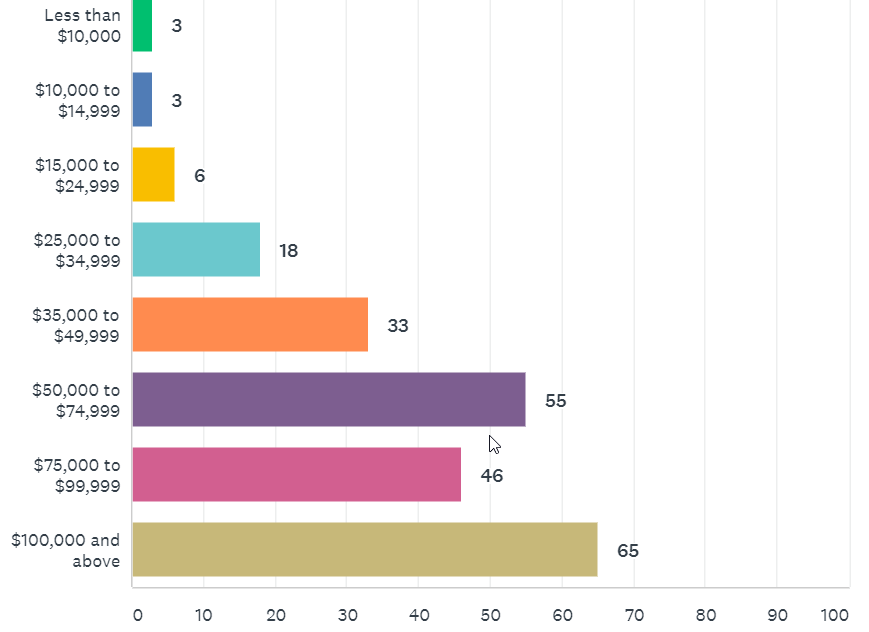 Less than
$10,000
3
$10,000 to
$14,999
3
$15,000 to
$24,999
6
$25,000 to
$34,999
18
$35,000 to
$49,999
33
$50,000 to
$74,999
55
$75,000 to
$99,999
46
$100,000 and
above
65
0 10 20 30 40 50 60 70 80 90 100